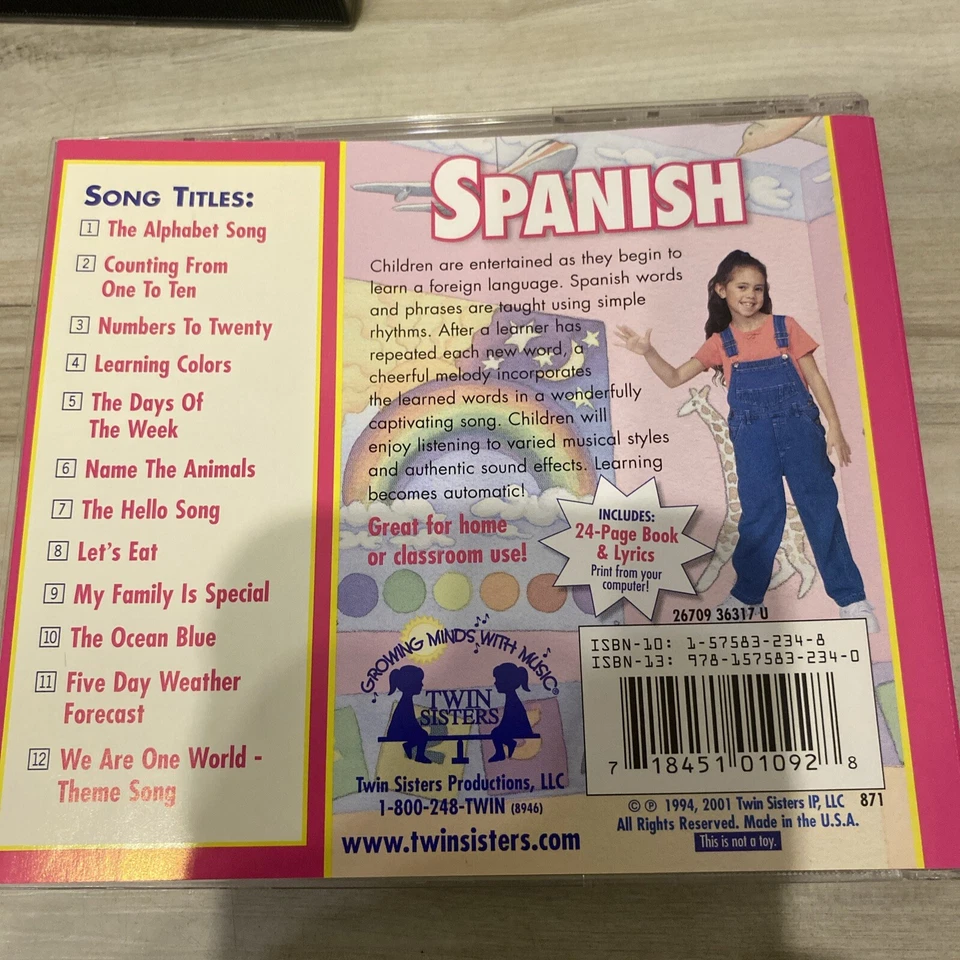 SONG TITLES:
1 The Alphabet Song
2 Counting From
One To Ten
3 Numbers To Twenty
4 Learning Colors
5 The Days Of
The Week
6 Name The Animals
7 The Hello Song
8 Let's Eat
9 My Family Is Special
10 The Ocean Blue
11 Five Day Weather
Forecast
12 We Are One World -
Theme Song
SPANISH
Children are entertained as they begin to
learn a foreign language. Spanish words
and phrases are taught using simple
rhythms. After a learner has
repeated each new word, a
cheerful melody incorporates
the learned words in a wonderfully
captivating song. Children will
enjoy listening to varied musical styles
and authentic sound effects. Learning
becomes automatic!
Great for home
or classroom use!
INCLUDES:
24-Page Book
& Lyrics
Print from your
computer!
GROWING MINDS WITH MUSIC®
TWIN
SISTERS
Twin Sisters Productions, LLC
1-800-248-TWIN (8946)
www.twinsisters.com
26709 36317 U
ISBN-10: 1-57583-234-8
ISBN-13: 978-157583-234-0
7 18451 01092 8
© ℗ 1994, 2001 Twin Sisters IP, LLC 871
All Rights Reserved. Made in the U.S.A.
This is not a toy.